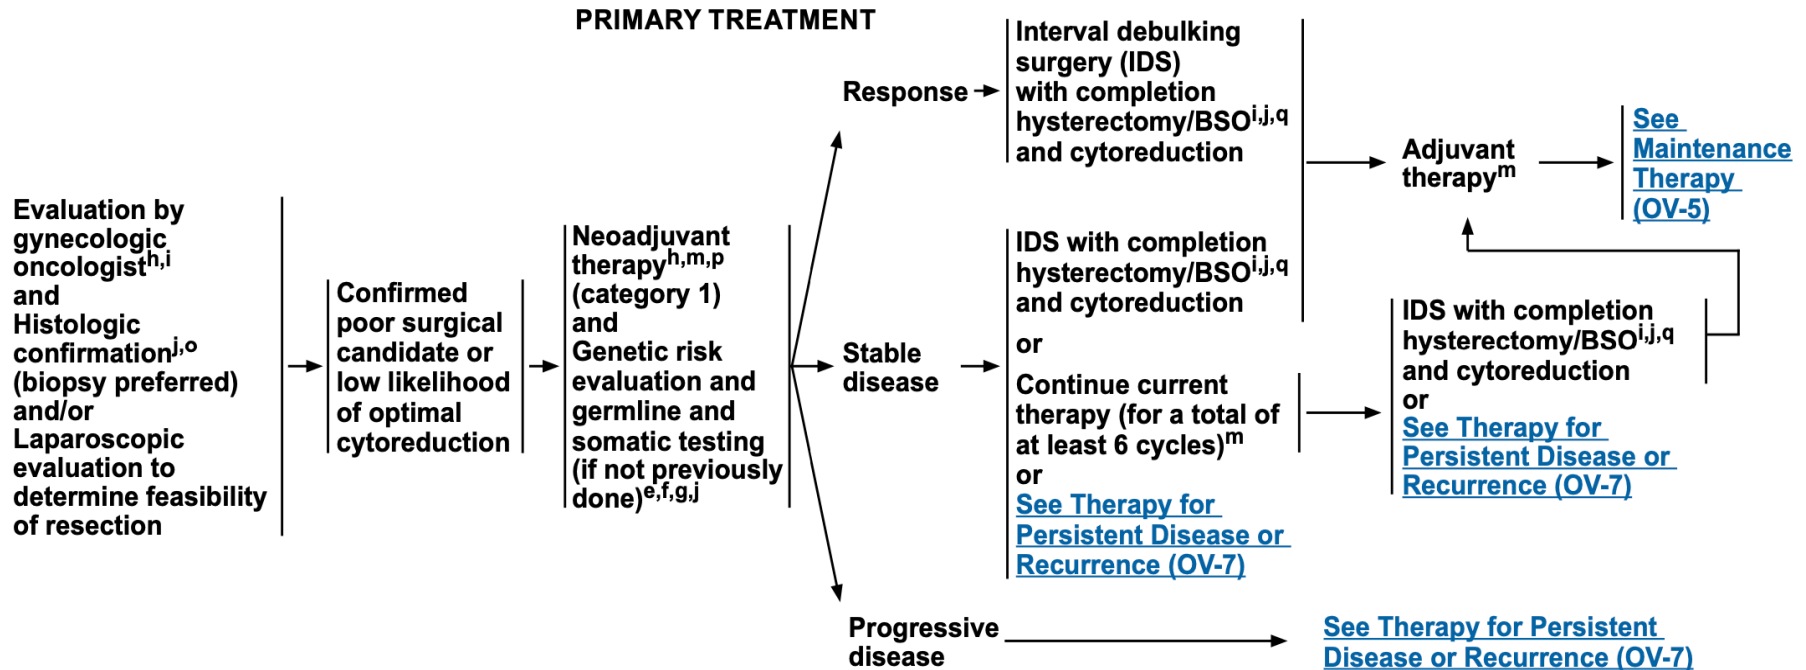 PRIMARY TREATMENT
Evaluation by
gynecologic
oncologisth,i
and
Histologic
confirmationj,o
(biopsy preferred)
and/or
Laparoscopic
evaluation to
determine feasibility
of resection
Confirmed
poor surgical
candidate or
low likelihood
of optimal
cytoreduction
Neoadjuvant
therapyh,m,p
(category 1)
and
Genetic risk
evaluation and
germline and
somatic testing
(if not previously
done)e,f,g,j
Response
Interval debulking
surgery (IDS)
with completion
hysterectomy/BSOi,j,q
and cytoreduction
Stable
disease
IDS with completion
hysterectomy/BSOi,j,q
and cytoreduction
or
Continue current
therapy (for a total of
at least 6 cycles)m
or
See Therapy for
Persistent Disease or
Recurrence (OV-7)
Adjuvant
therapym
See
Maintenance
Therapy
(OV-5)
IDS with completion
hysterectomy/BSOi,j,q
and cytoreduction
or
See Therapy for
Persistent Disease or
Recurrence (OV-7)
Progressive
disease
See Therapy for Persistent
Disease or Recurrence (OV-7)